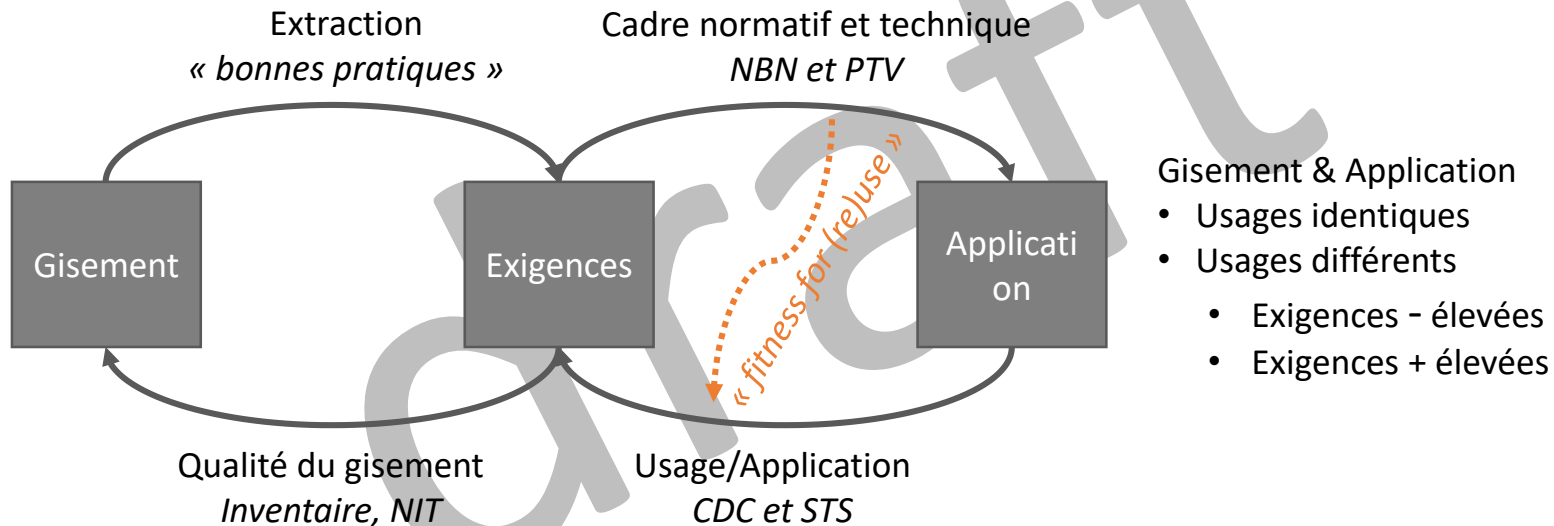 Extraction
« bonnes pratiques »
Cadre normatif et technique
NBN et PTV
Gisement
Exigences
« fitness for (re)use »
Applicati
on
Gisement & Application
• Usages identiques
• Usages différents
• Exigences - élevées
• Exigences + élevées
Qualité du gisement
Inventaire, NIT
Usage/Application
CDC et STS
draft